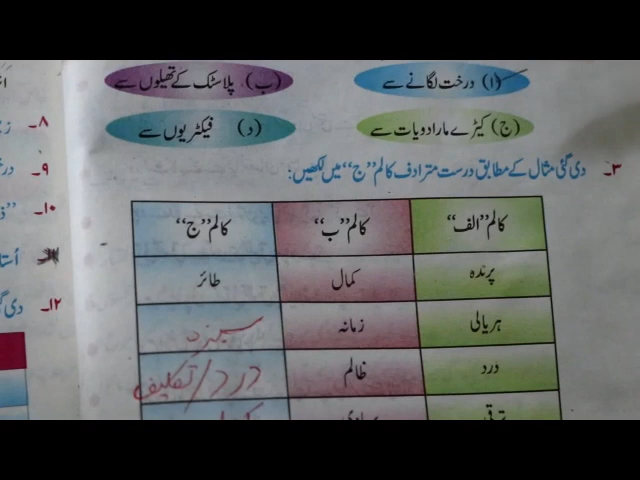 (ا) درخت لگانے سے (ب) پلاسٹک کے تھیلوں سے
(ج) کیڑے مار ادویات سے (د) فیکٹریوں سے
۳۔ دی گئی مثال کے مطابق درست مترادف کالم ”ج“ میں لکھیں:
کالم ”الف“ کالم ”ب“ کالم ”ج“
پرندہ کمال طائر
ہریالی زمانہ سبزہ
درد ظالم درد/تکلیف
ترقی
۸۔
۹۔
۱۰۔
۱۲۔ دی